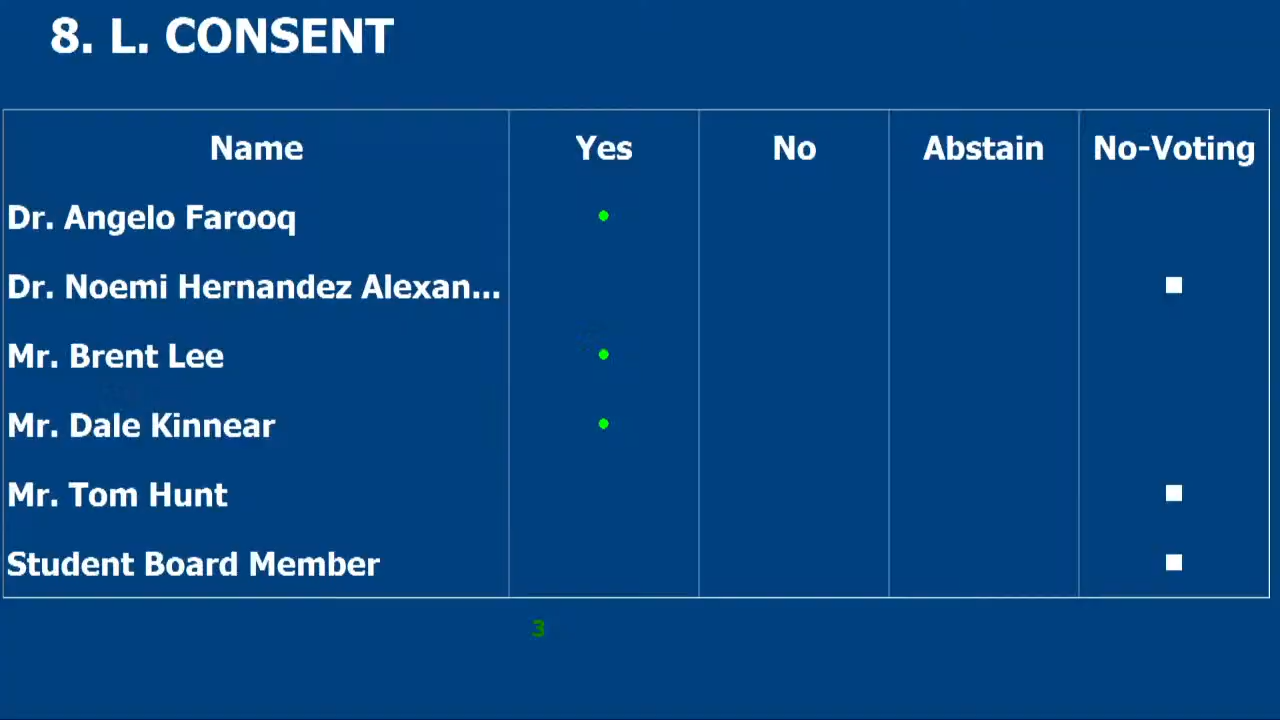 8. L. CONSENT
Name Yes No Abstain No-Voting
Dr. Angelo Farooq
Dr. Noemi Hernandez Alexan...
Mr. Brent Lee
Mr. Dale Kinnear
Mr. Tom Hunt
Student Board Member
3